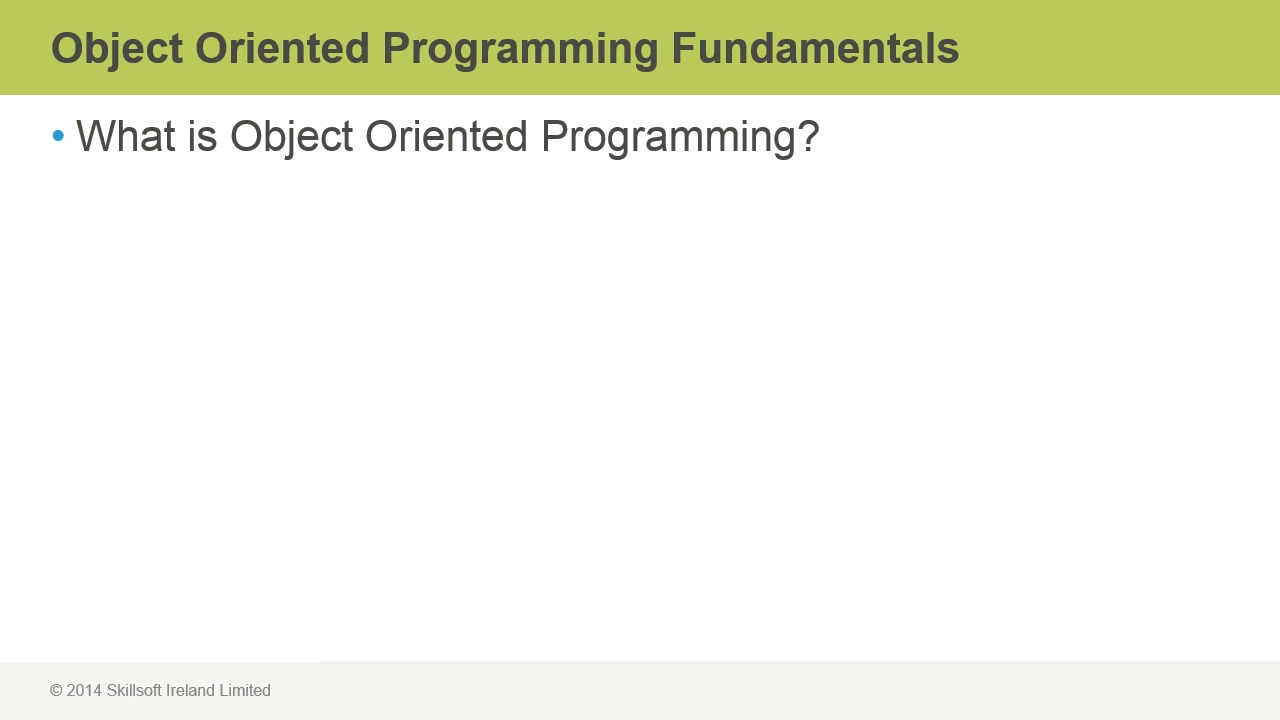 Object Oriented Programming Fundamentals
• What is Object Oriented Programming?
© 2014 Skillsoft Ireland Limited